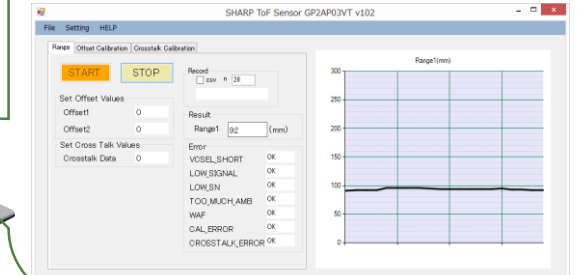 SHARP ToF Sensor GP2AP03VT v102
File Setting HELP
Range Offset Calibration Crosstalk Calibration
START STOP
Record
csv n 20
Set Offset Values
Offset1 0
Offset2 0
Set Cross Talk Values
Crosstalk Data 0
Result
Range1 92 (mm)
Error
VCSEL_SHORT OK
LOW_SIGNAL OK
LOW_SN OK
TOO_MUCH_AMB OK
WAF OK
CAL_ERROR OK
CROSSTALK_ERROR OK
Range1(mm)
300
250
200
150
100
50
0